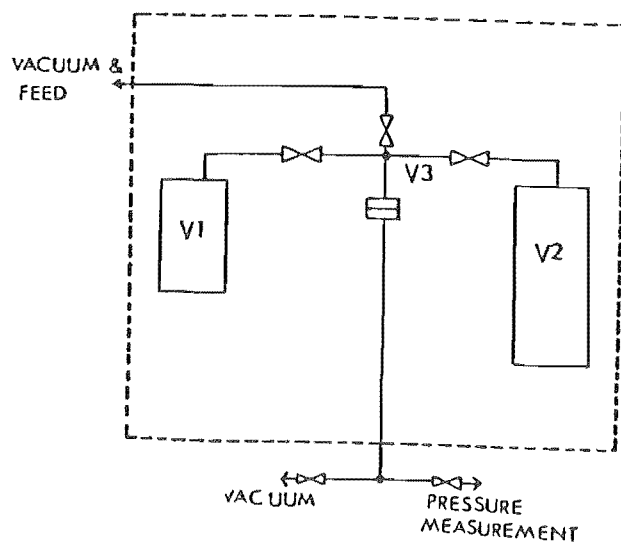 VACUUM &
FEED
V3
V1
V2
VACUUM
PRESSURE
MEASUREMENT